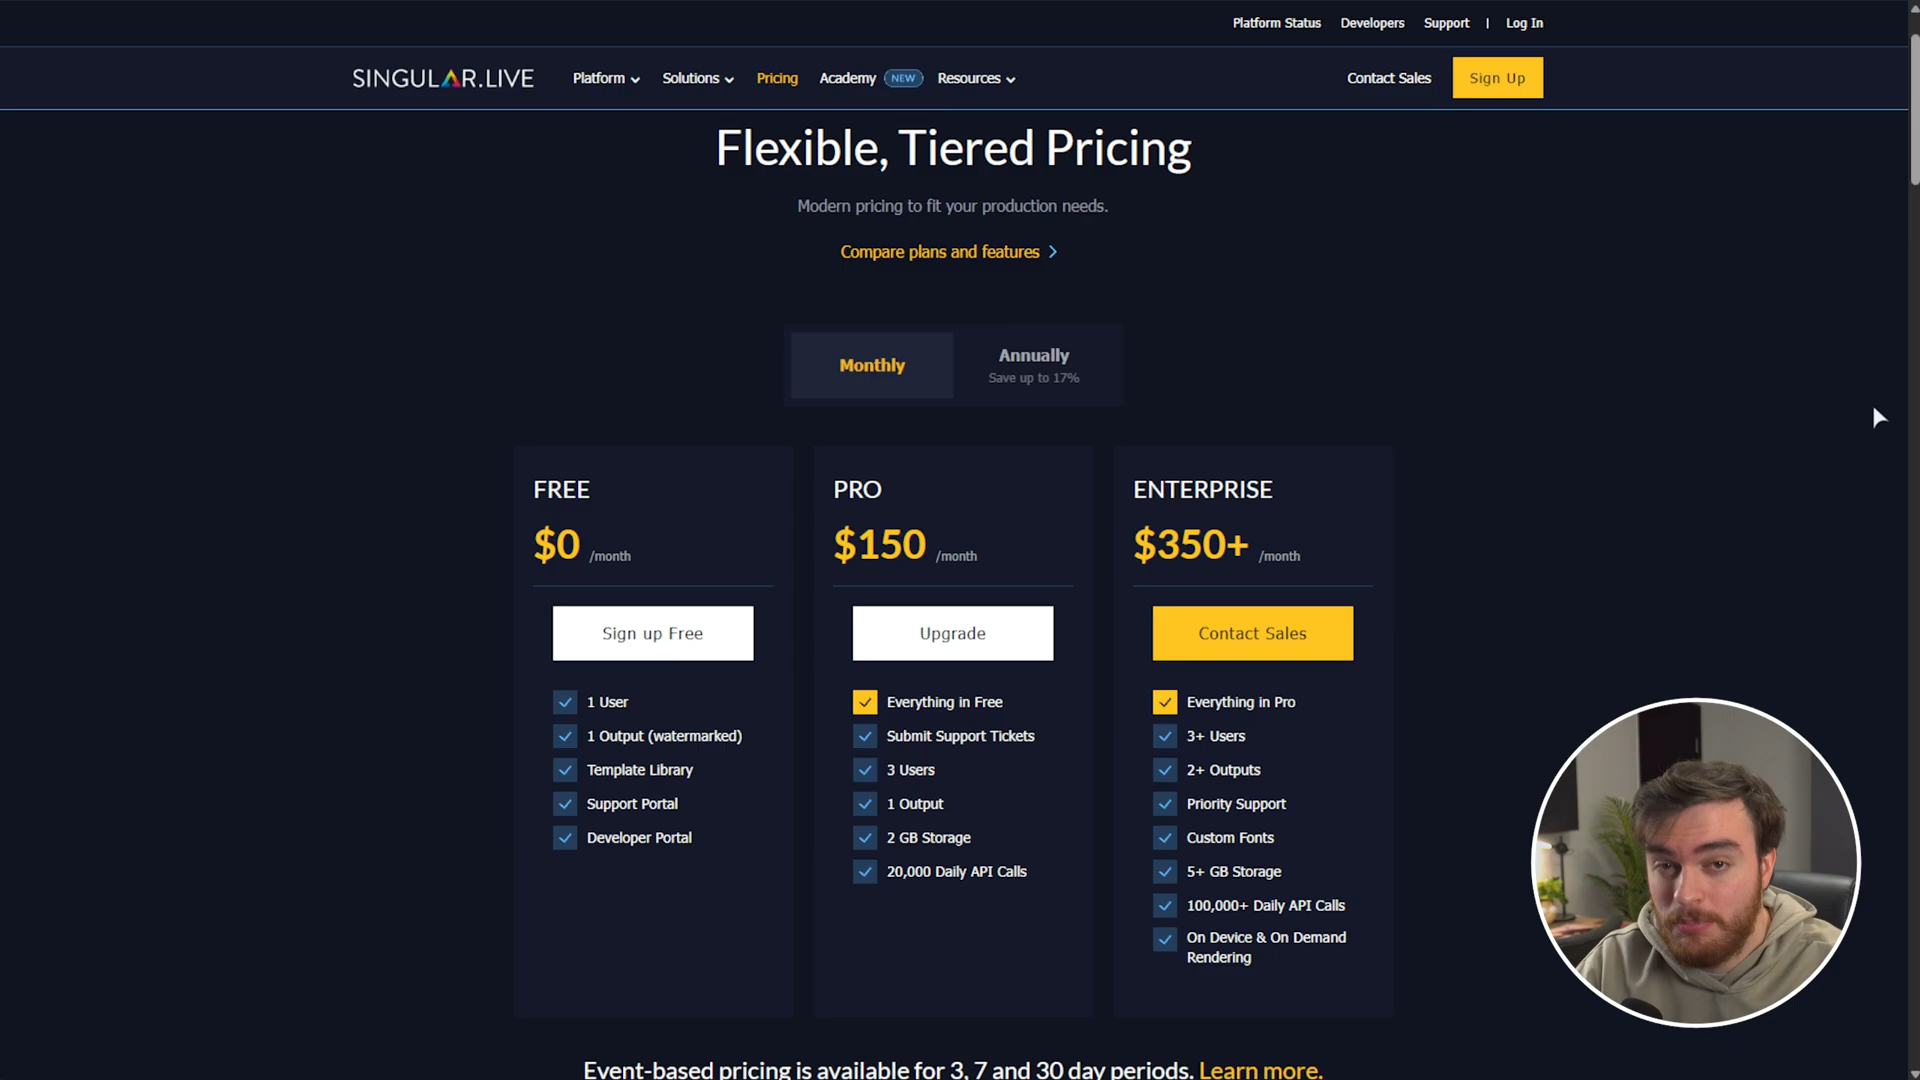 Platform Status Developers Support | Log In
SINGULAR.LIVE Platform Solutions Pricing Academy NEW Resources Contact Sales Sign Up
Flexible, Tiered Pricing
Modern pricing to fit your production needs.
Compare plans and features
Monthly
Annually
Save up to 17%
FREE
$0 /month
Sign up Free
1 User
1 Output (watermarked)
Template Library
Support Portal
Developer Portal
PRO
$150 /month
Upgrade
Everything in Free
Submit Support Tickets
3 Users
1 Output
2 GB Storage
20,000 Daily API Calls
ENTERPRISE
$350+ /month
Contact Sales
Everything in Pro
3+ Users
2+ Outputs
Priority Support
Custom Fonts
5+ GB Storage
100,000+ Daily API Calls
On Device & On Demand
Rendering
Event-based pricing is available for 3, 7 and 30 day periods. Learn more.